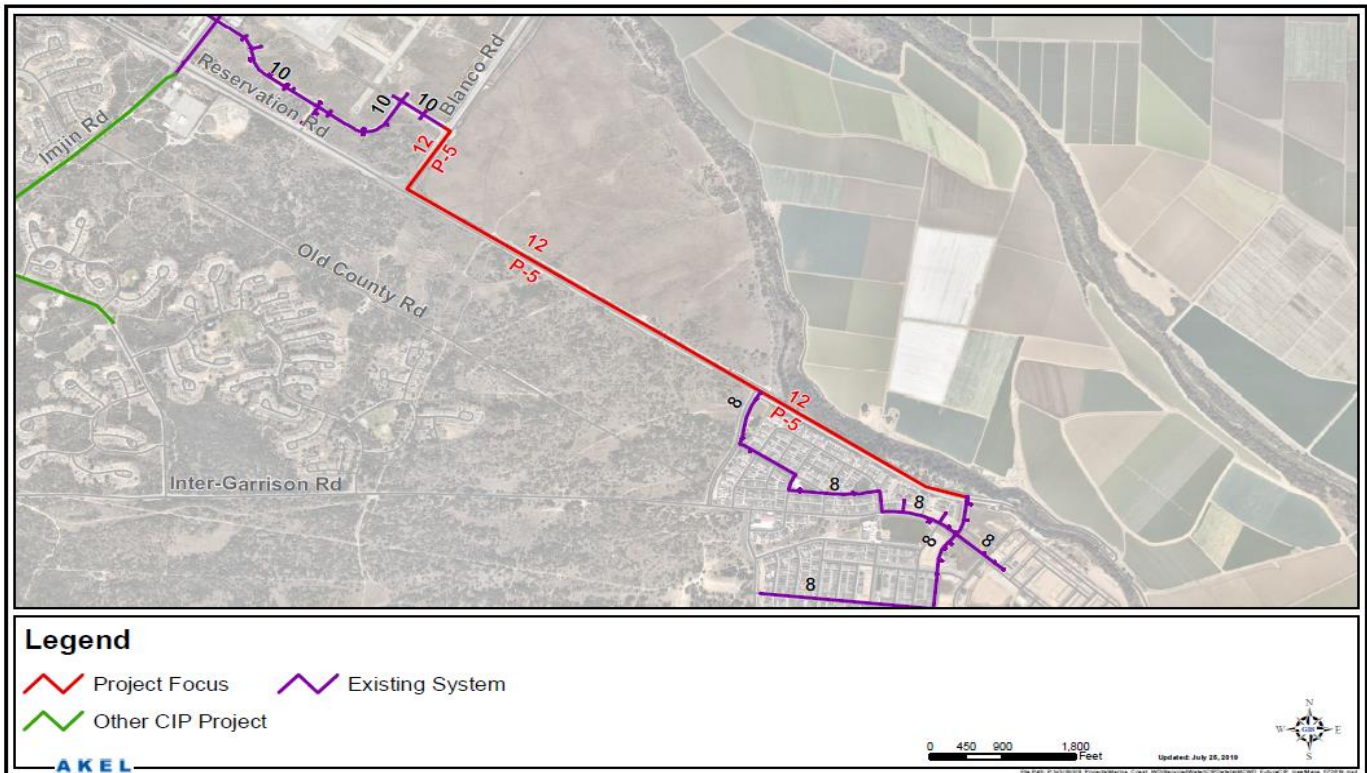 10
Reservation Rd
Imjin Rd
10
10
Blanco Rd
12
P-5
Old County Rd
12
P-5
8
12
P-5
Inter-Garrison Rd
8
8
8
8
8
Legend
Project Focus
Existing System
Other CIP Project
AKEL
0 450 900 1,800
Feet
Updated: July 25, 2019
N
W GIS E
S